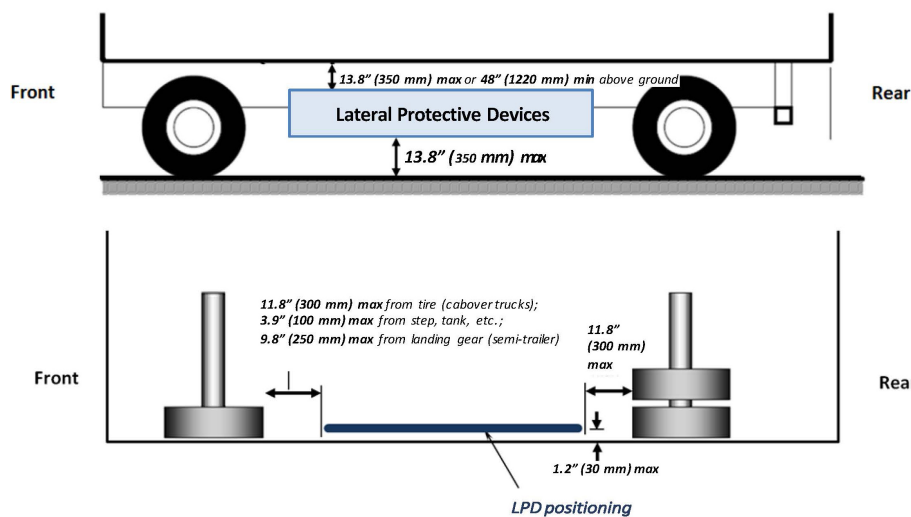 13.8” (350 mm) max or 48” (1220 mm) min above ground
Front
Rear
Lateral Protective Devices
13.8” (350 mm) max
11.8” (300 mm) max from tire (cabover trucks);
3.9” (100 mm) max from step, tank, etc.;
9.8” (250 mm) max from landing gear (semi-trailer)
11.8”
(300 mm)
max
Front
Rea
1.2” (30 mm) max
LPD positioning